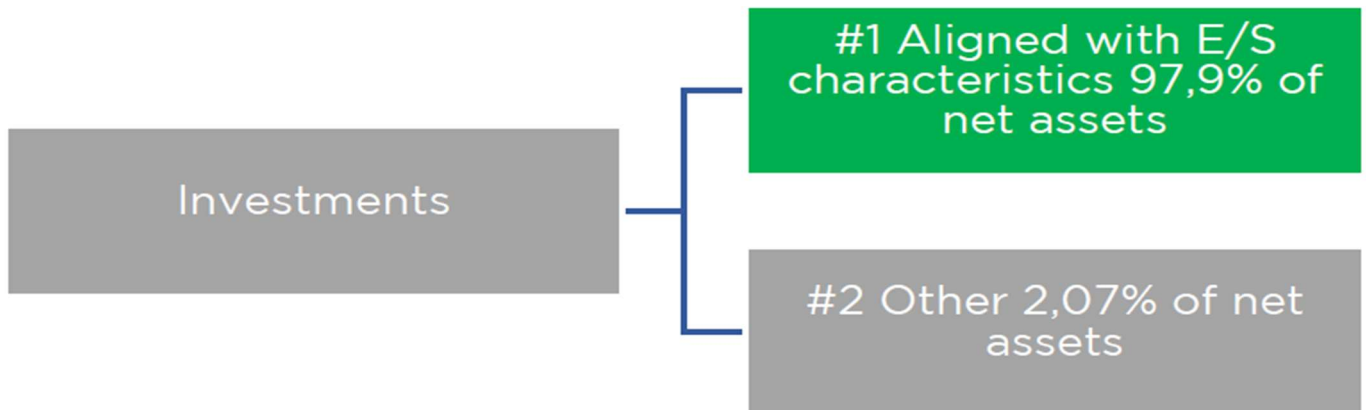 #1 Aligned with E/S
characteristics 97,9% of
net assets
Investments
#2 Other 2,07% of net
assets